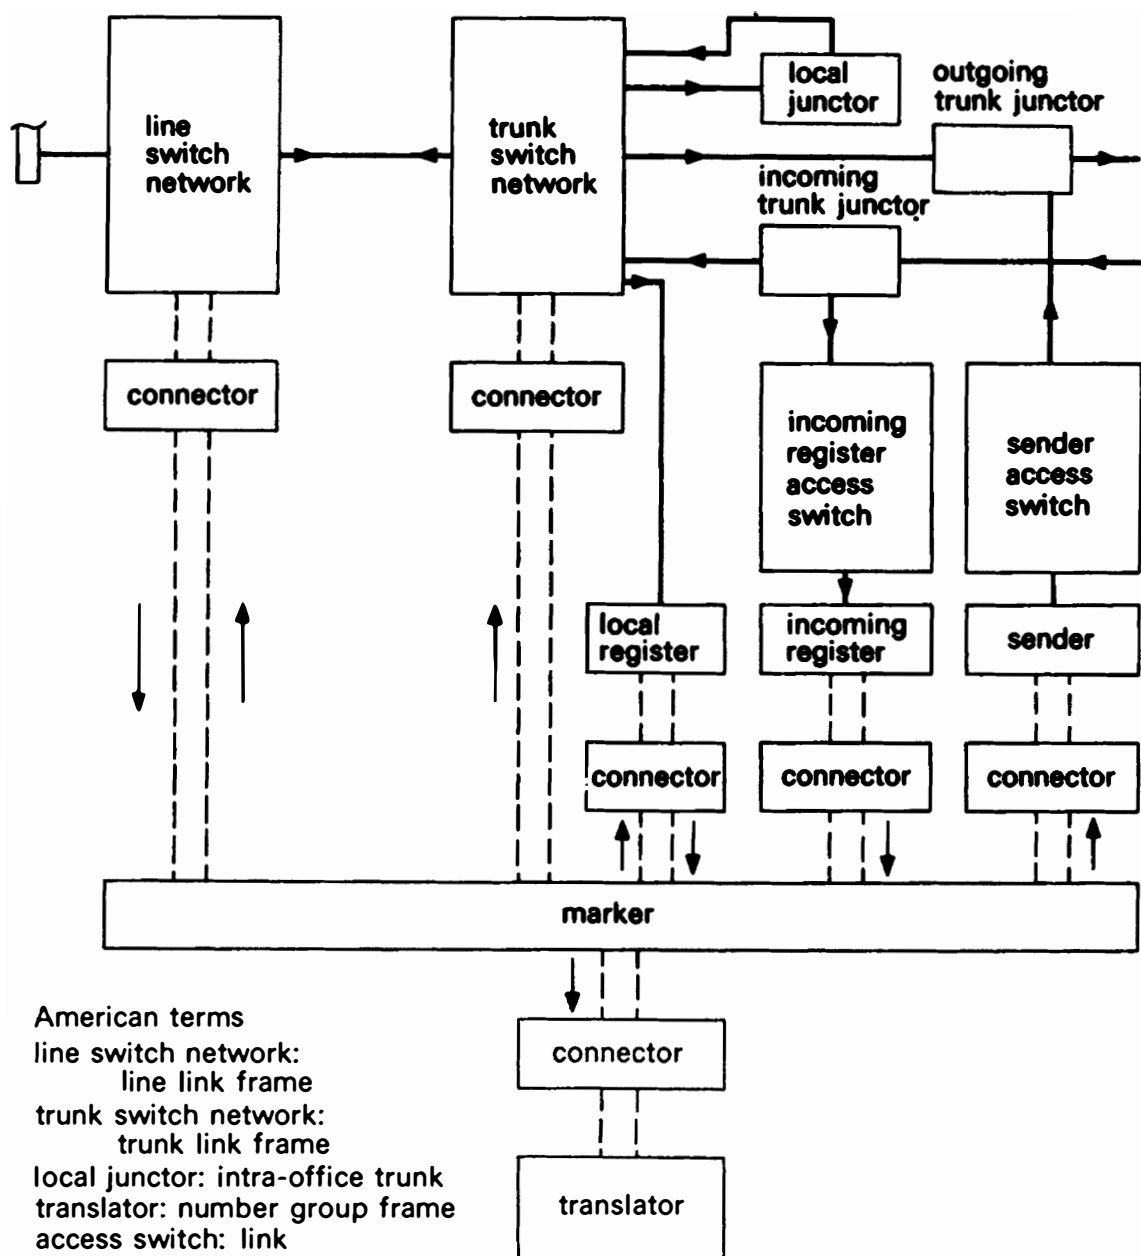 line
switch
network
trunk
switch
network
local
junctor
outgoing
trunk junctor
incoming
trunk junctor
connector
connector
incoming
register
access
switch
sender
access
switch
local
register
incoming
register
sender
connector
connector
connector
marker
connector
translator
American terms
line switch network:
line link frame
trunk switch network:
trunk link frame
local junctor: intra-office trunk
translator: number group frame
access switch: link